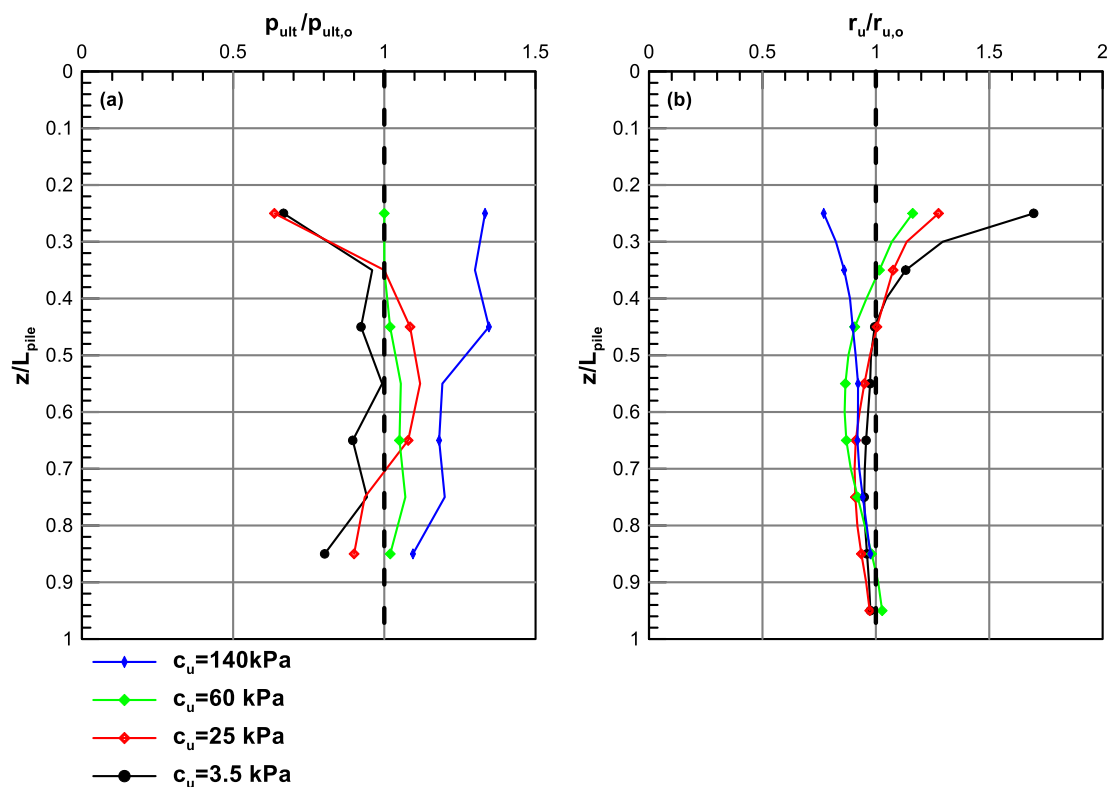 p_ult/p_ult,o
0 0.5 1 1.5
(a)
0
0.1
0.2
0.3
0.4
0.5
0.6
0.7
0.8
0.9
1
z/L_pile
r_u/r_u,o
0 0.5 1 1.5 2
(b)
0
0.1
0.2
0.3
0.4
0.5
0.6
0.7
0.8
0.9
1
z/L_pile
c_u=140kPa
c_u=60 kPa
c_u=25 kPa
c_u=3.5 kPa